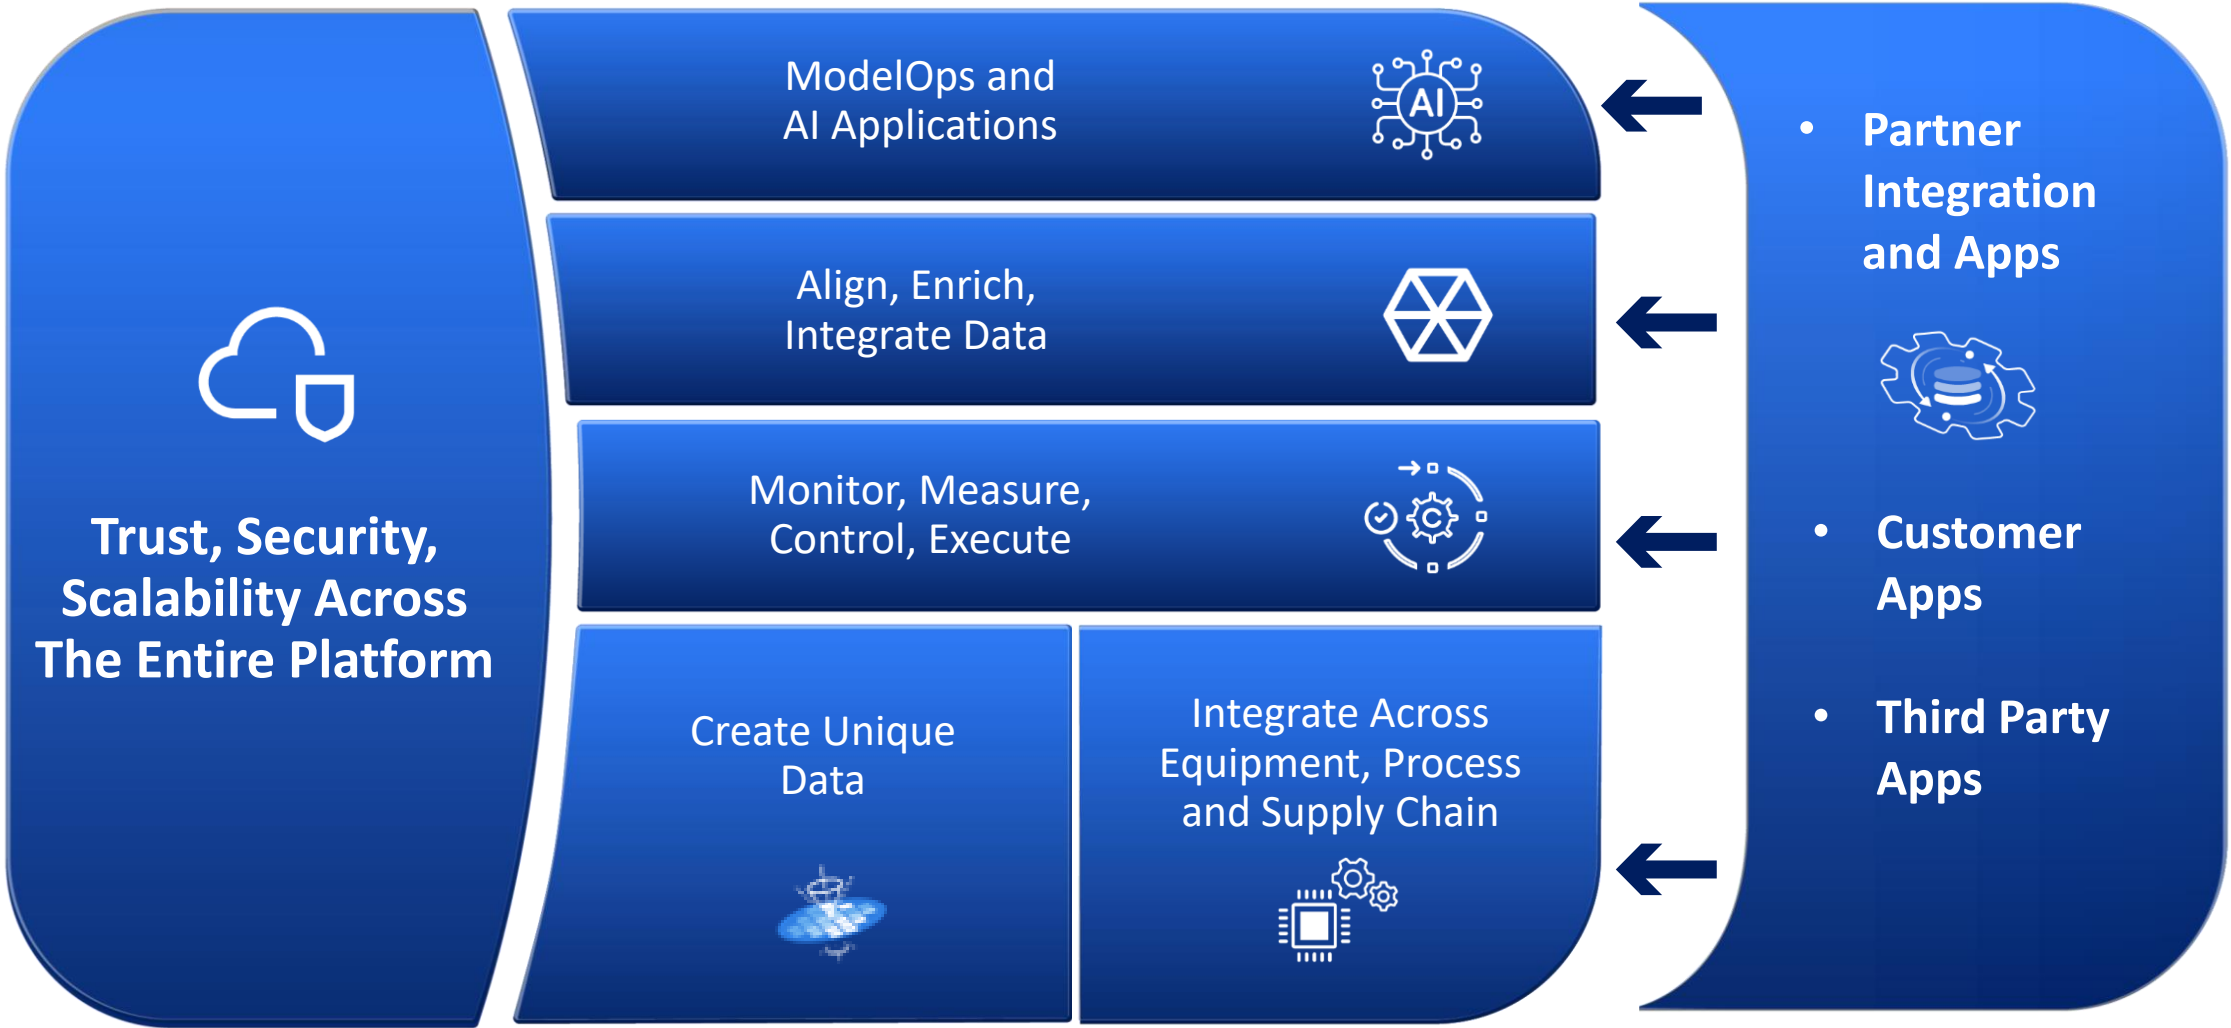 Trust, Security,
Scalability Across
The Entire Platform
ModelOps and
AI Applications
AI
Align, Enrich,
Integrate Data
Monitor, Measure,
Control, Execute
C
Create Unique
Data
Integrate Across
Equipment, Process
and Supply Chain
• Partner
Integration
and Apps
• Customer
Apps
• Third Party
Apps